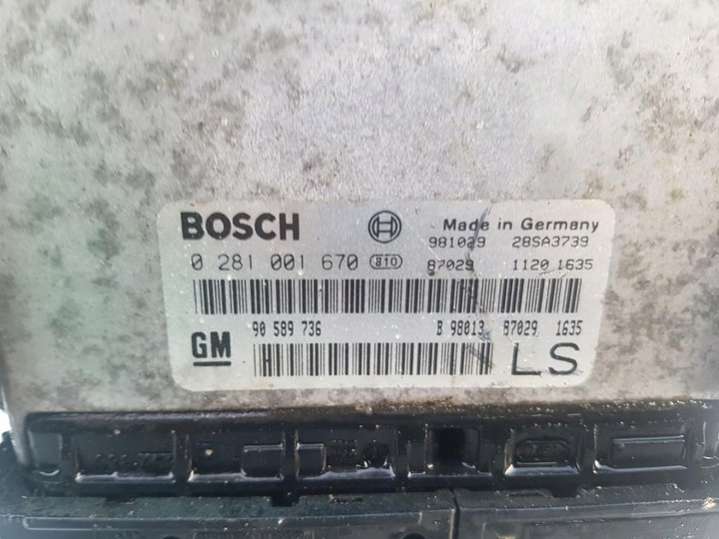 BOSCH Made in Germany
981029 28SA3739
0 281 001 670 810 87029 1120 1635
90 589 736 B 98013 87029 1635
GM LS